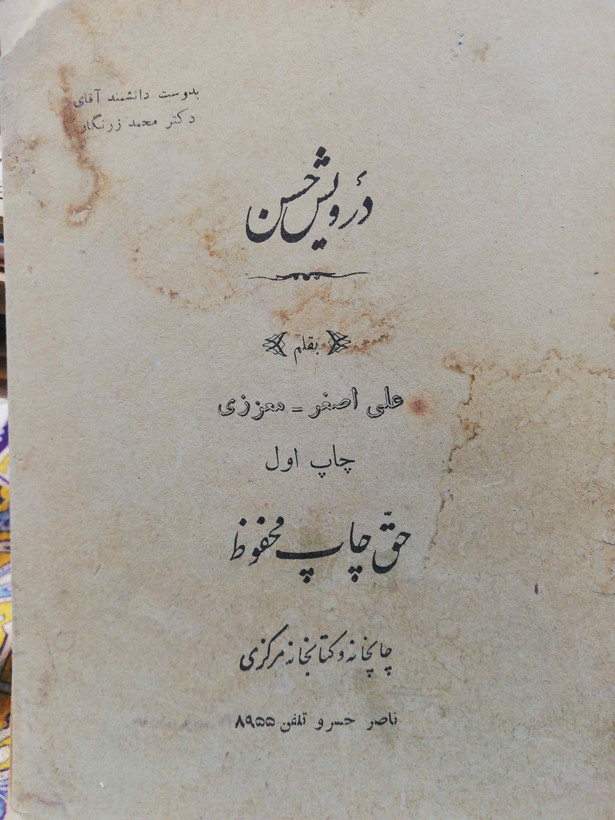 بدوست دانشمند آقای
دکتر محمد زرنگار
درویش حسن
بقلم
علی اصغر ـ معززی
چاپ اول
حقّ چاپ محفوظ
چاپخانه و کتابخانه مرکزی
ناصر خسرو تلفن ۸۹۵۵